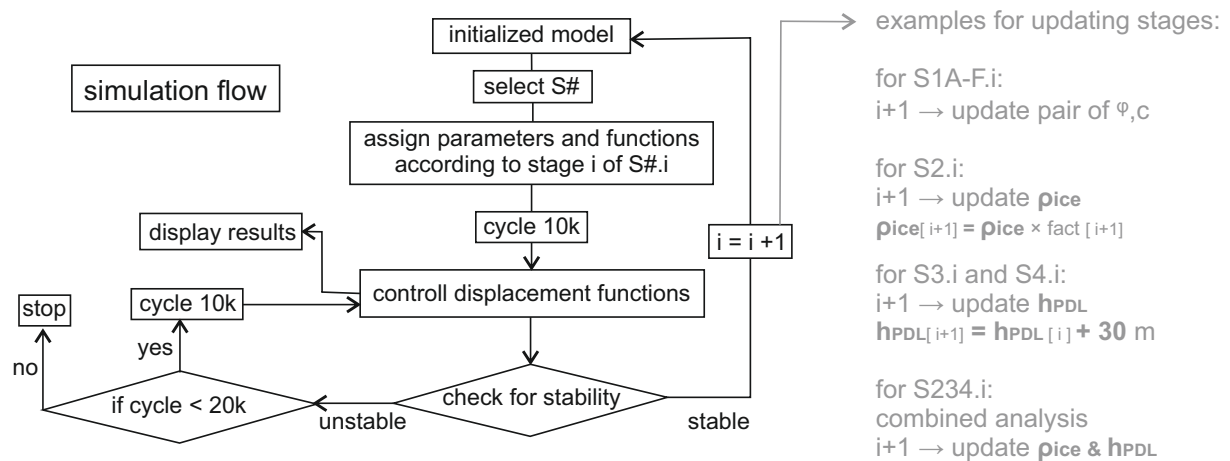 simulation flow
initialized model
select S#
assign parameters and functions
according to stage i of S#.i
cycle 10k
display results
i = i +1
controll displacement functions
cycle 10k
stop
yes
no
if cycle < 20k
unstable
check for stability
stable
examples for updating stages:
for S1A-F.i:
i+1 → update pair of φ,c
for S2.i:
i+1 → update ρice
ρice[ i+1] = ρice × fact [ i+1]
for S3.i and S4.i:
i+1 → update hPDL
hPDL[ i+1] = hPDL [ i ] + 30 m
for S234.i:
combined analysis
i+1 → update ρice & hPDL